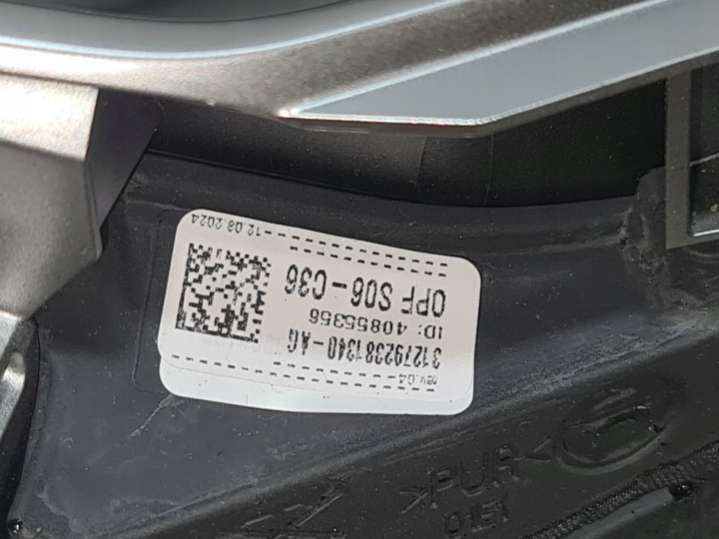 rev.04
312792381340-AG
ID: 40855356
OPF S06-C36
12.08.2024
>PUR<